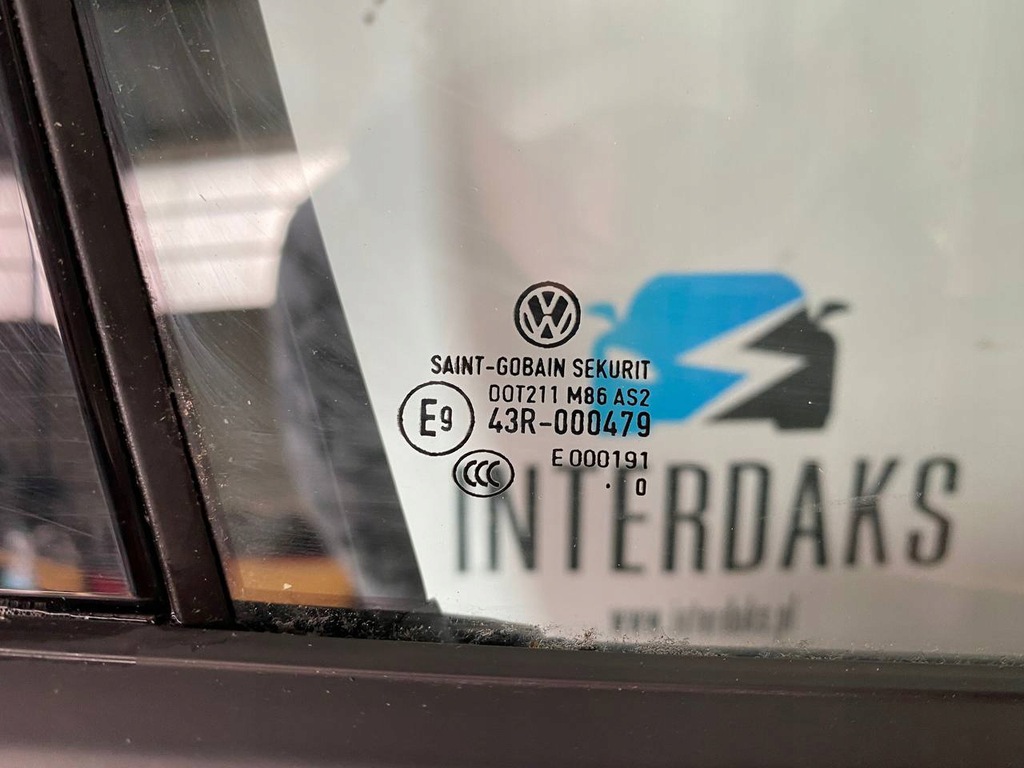 SAINT-GOBAIN SEKURIT
DOT211 M86 AS2
E9
43R-000479
E 000191
CCC
. 0
INTERDAKS